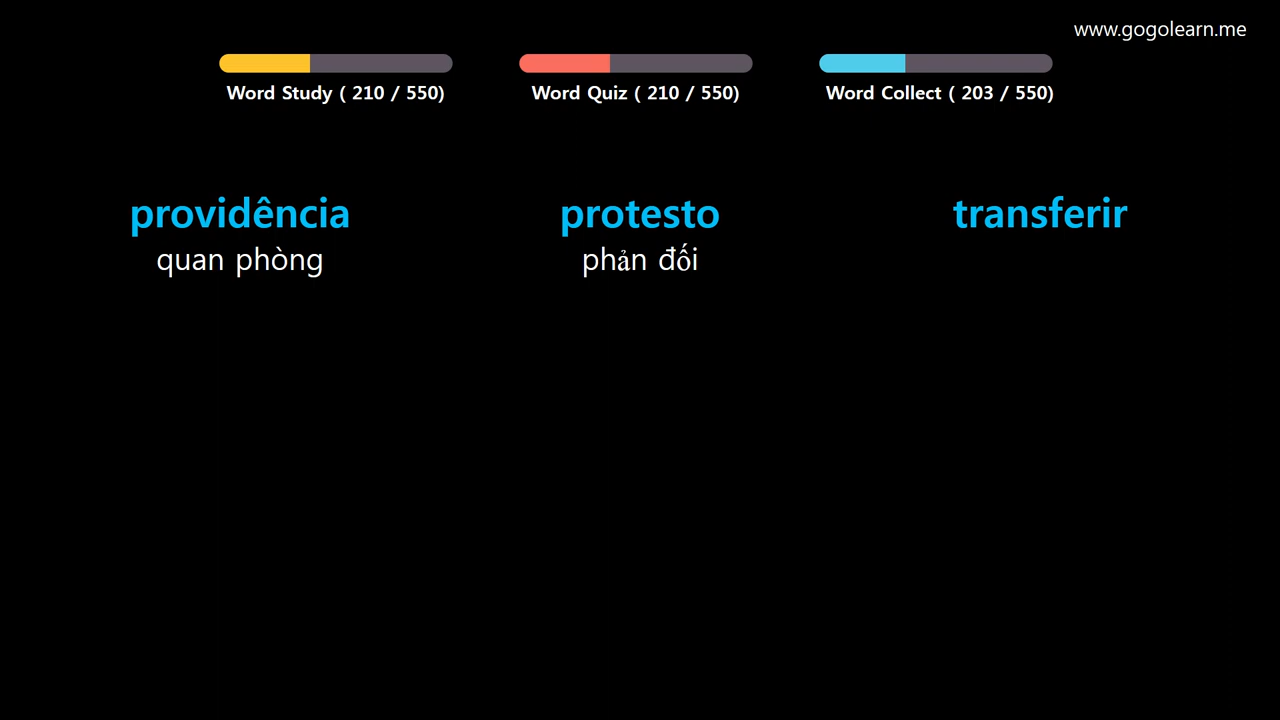 www.gogolearn.me
Word Study ( 210 / 550)
Word Quiz ( 210 / 550)
Word Collect ( 203 / 550)
providência
quan phòng
protesto
phản đối
transferir